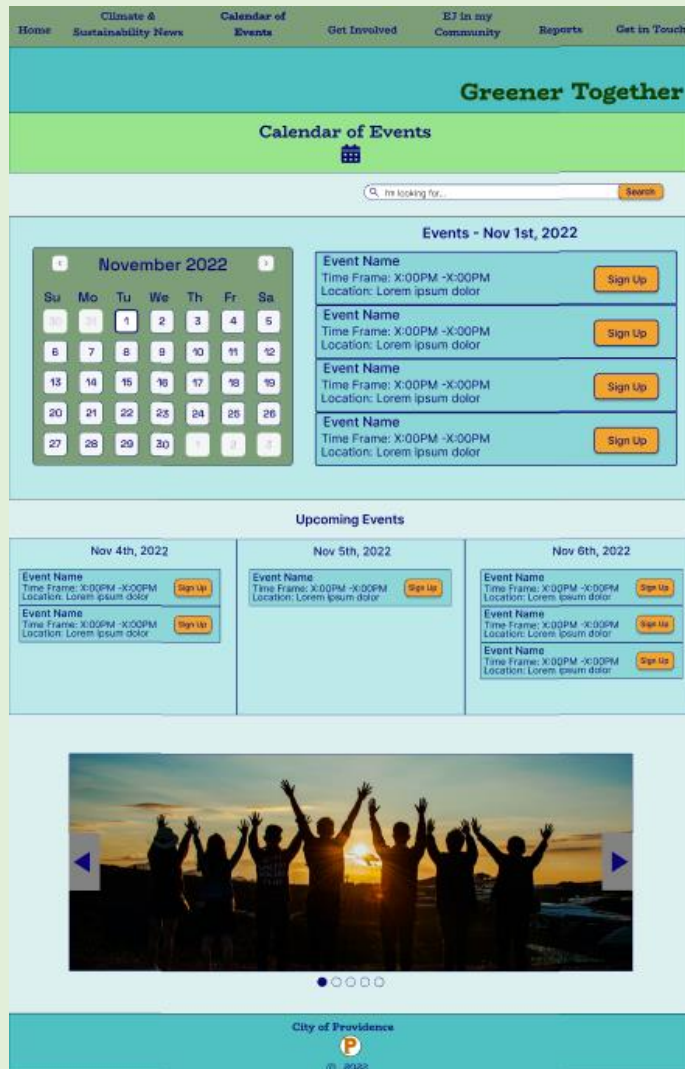 Home
Climate &
Sustainability News
Calendar of
Events
Get Involved
EJ in my
Community
Reports
Get in Touch
Greener Together
Calendar of Events
I'm looking for...
Search
Events - Nov 1st, 2022
November 2022
Su Mo Tu We Th Fr Sa
30 31 1 2 3 4 5
6 7 8 9 10 11 12
13 14 15 16 17 18 19
20 21 22 23 24 25 26
27 28 29 30 1 2 3
Event Name
Time Frame: X:00PM -X:00PM
Location: Lorem ipsum dolor
Sign Up
Event Name
Time Frame: X:00PM -X:00PM
Location: Lorem ipsum dolor
Sign Up
Event Name
Time Frame: X:00PM -X:00PM
Location: Lorem ipsum dolor
Sign Up
Event Name
Time Frame: X:00PM -X:00PM
Location: Lorem ipsum dolor
Sign Up
Upcoming Events
Nov 4th, 2022
Event Name
Time Frame: X:00PM -X:00PM
Location: Lorem ipsum dolor
Sign Up
Event Name
Time Frame: X:00PM -X:00PM
Location: Lorem ipsum dolor
Sign Up
Nov 5th, 2022
Event Name
Time Frame: X:00PM -X:00PM
Location: Lorem ipsum dolor
Sign Up
Nov 6th, 2022
Event Name
Time Frame: X:00PM -X:00PM
Location: Lorem ipsum dolor
Sign Up
Event Name
Time Frame: X:00PM -X:00PM
Location: Lorem ipsum dolor
Sign Up
Event Name
Time Frame: X:00PM -X:00PM
Location: Lorem ipsum dolor
Sign Up
City of Providence
P
© 2022